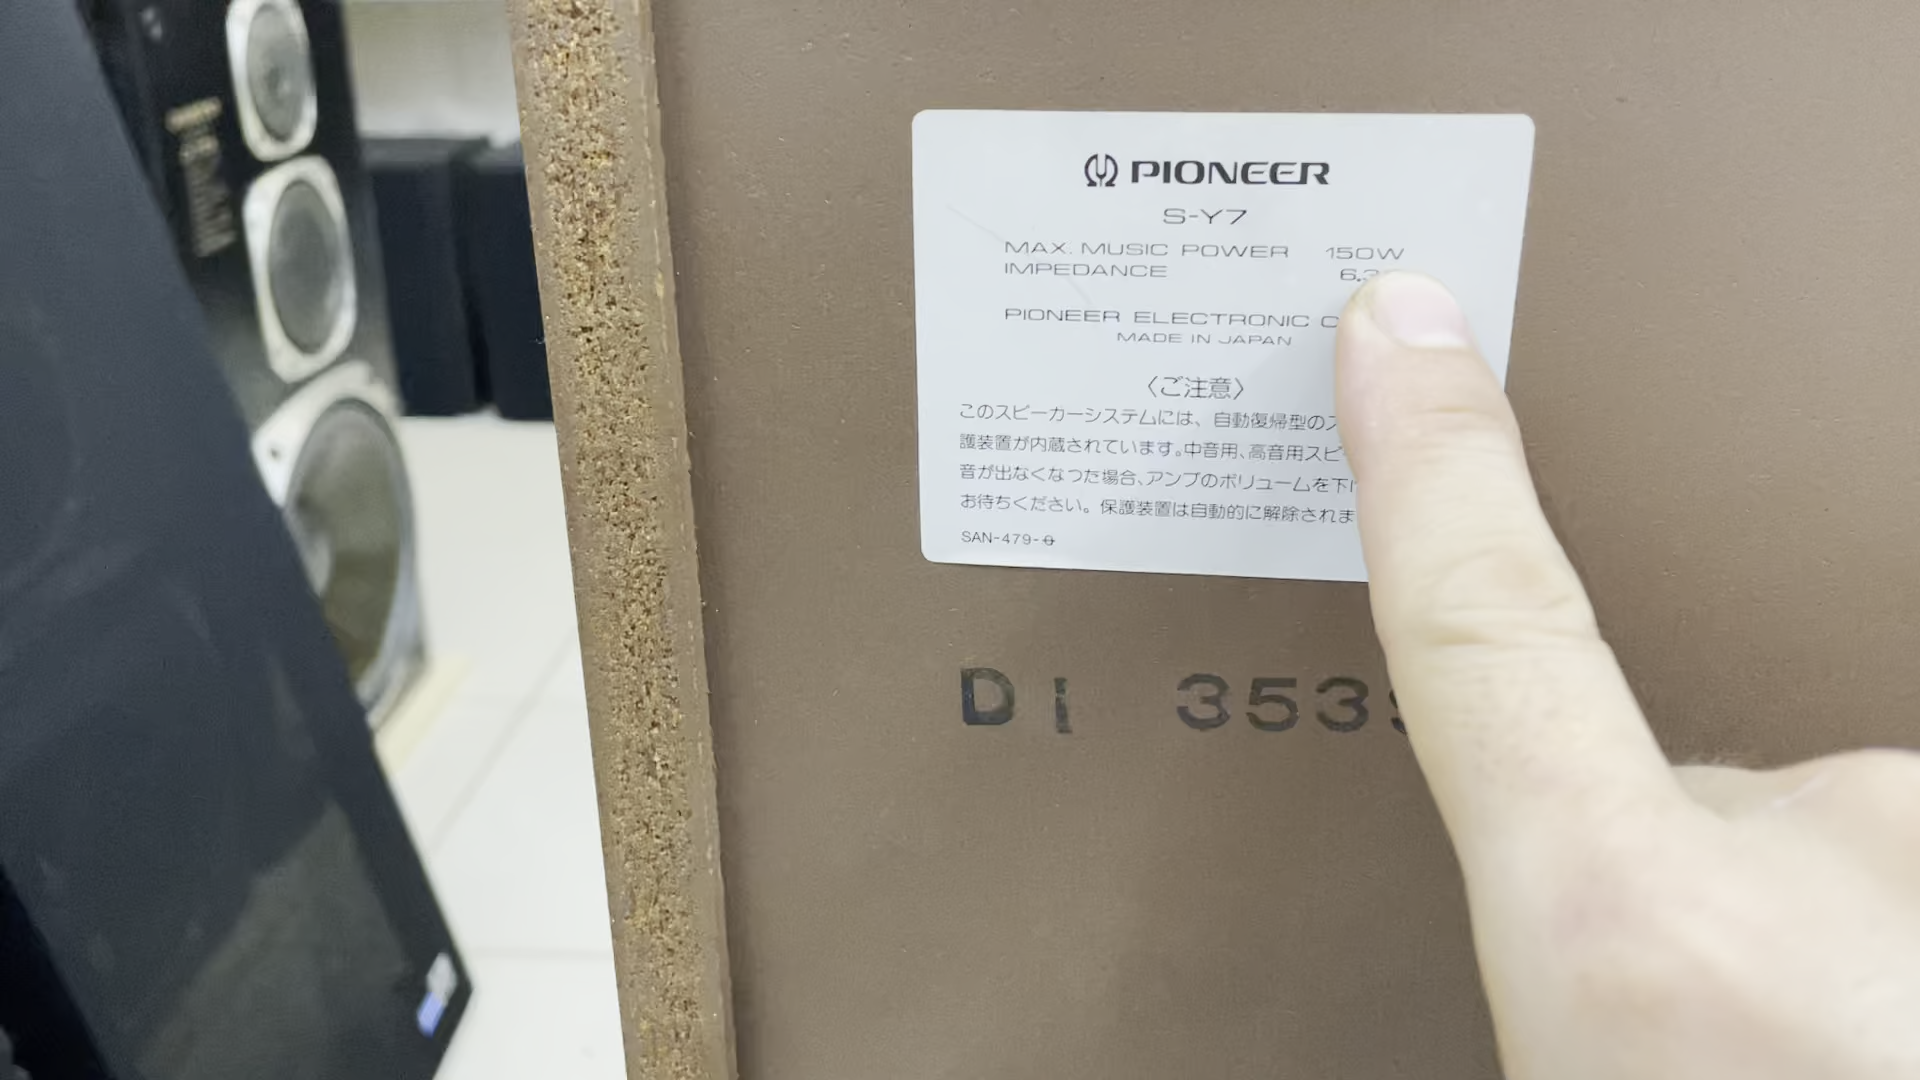 PIONEER
S-Y7
MAX. MUSIC POWER 150W
IMPEDANCE 6.3
PIONEER ELECTRONIC
MADE IN JAPAN
〈ご注意〉
このスピーカーシステムには、自動復帰型の
護装置が内蔵されています。中音用、高音用スピ
音が出なくなった場合、アンプのボリュームを下
お待ちください。保護装置は自動的に解除されま
SAN-479-0
DI 353